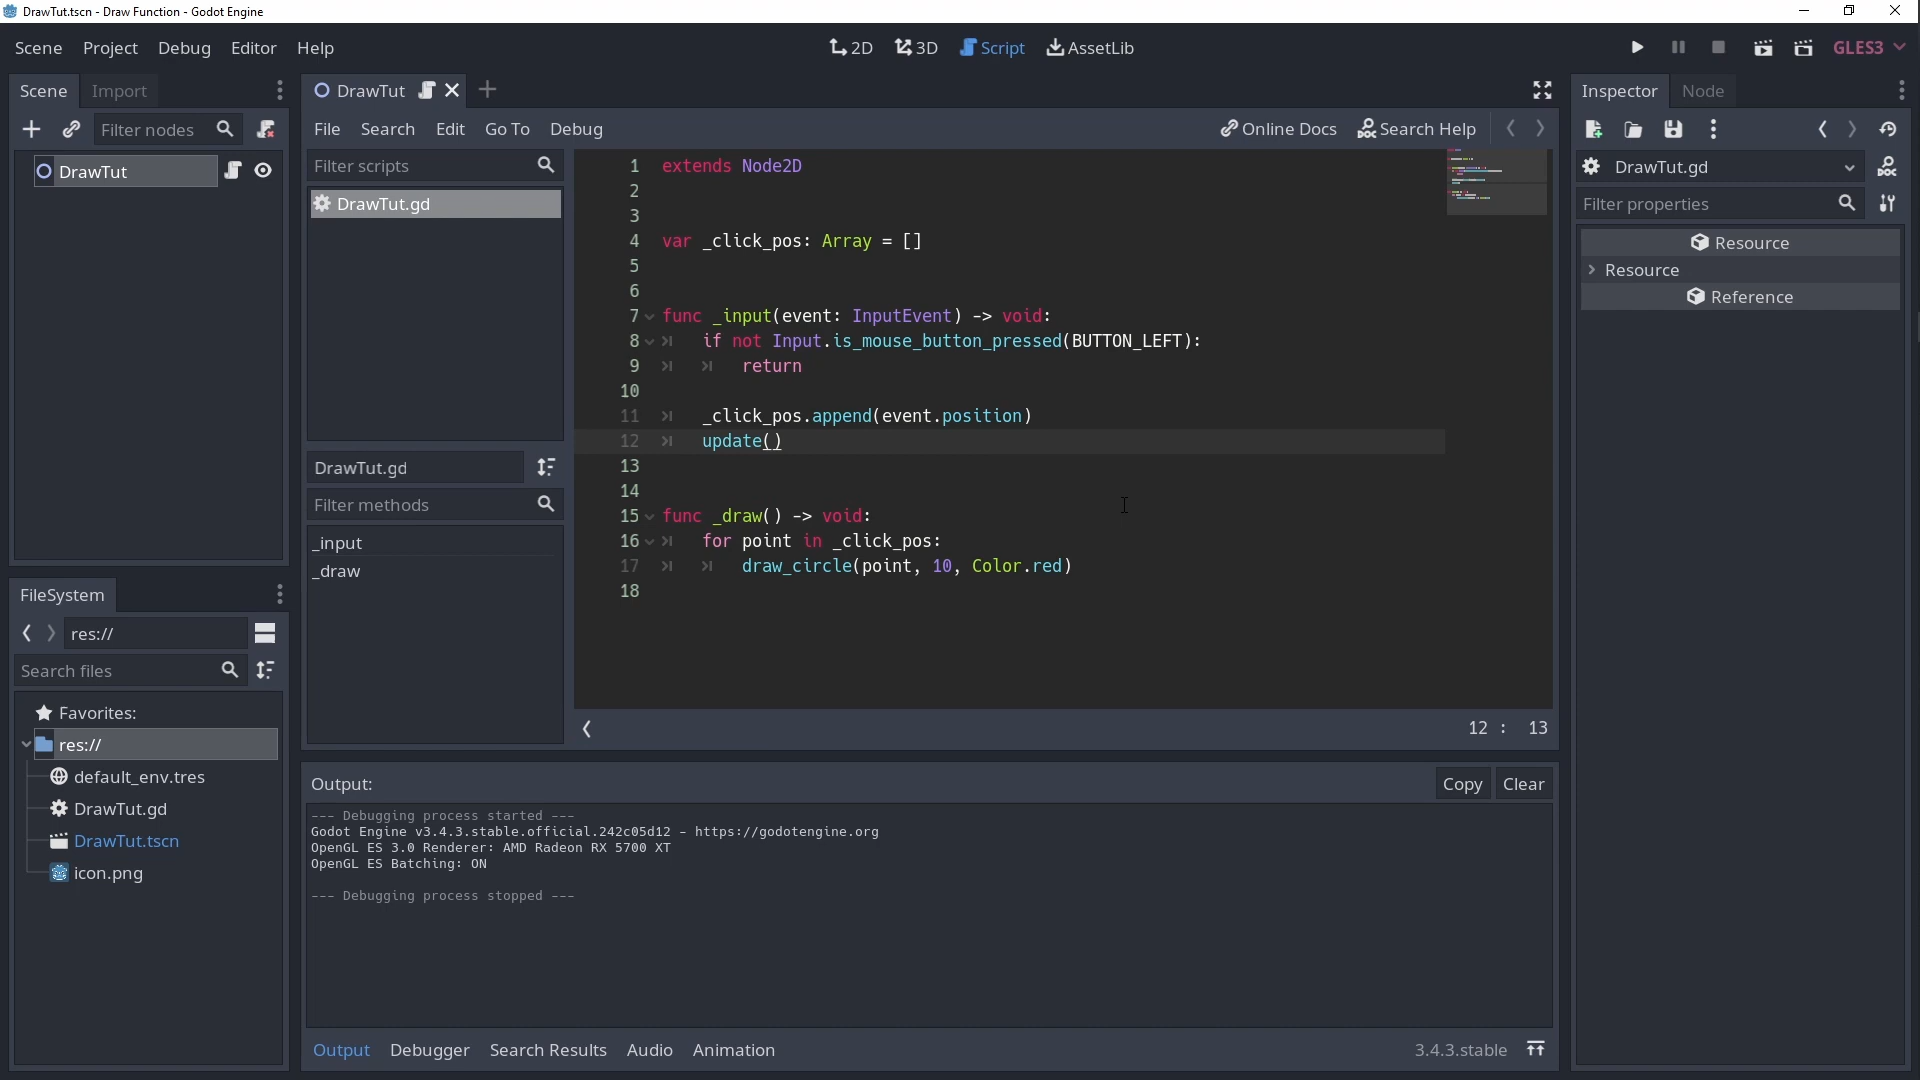 DrawTut.tscn - Draw Function - Godot Engine
Scene Project Debug Editor Help
2D 3D Script AssetLib
GLES3
Scene Import
Filter nodes
DrawTut
FileSystem
res://
Search files
Favorites:
res://
default_env.tres
DrawTut.gd
DrawTut.tscn
icon.png
DrawTut
File Search Edit Go To Debug
Online Docs Search Help
Filter scripts
DrawTut.gd
DrawTut.gd
Filter methods
_input
_draw
1 extends Node2D
2
3
4 var _click_pos: Array = []
5
6
7 func _input(event: InputEvent) -> void:
8 if not Input.is_mouse_button_pressed(BUTTON_LEFT):
9 return
10
11 _click_pos.append(event.position)
12 update()
13
14
15 func _draw() -> void:
16 for point in _click_pos:
17 draw_circle(point, 10, Color.red)
18
12 : 13
Output:
Copy Clear
--- Debugging process started ---
Godot Engine v3.4.3.stable.official.242c05d12 - https://godotengine.org
OpenGL ES 3.0 Renderer: AMD Radeon RX 5700 XT
OpenGL ES Batching: ON
--- Debugging process stopped ---
Output Debugger Search Results Audio Animation
3.4.3.stable
Inspector Node
DrawTut.gd
Filter properties
Resource
Resource
Reference